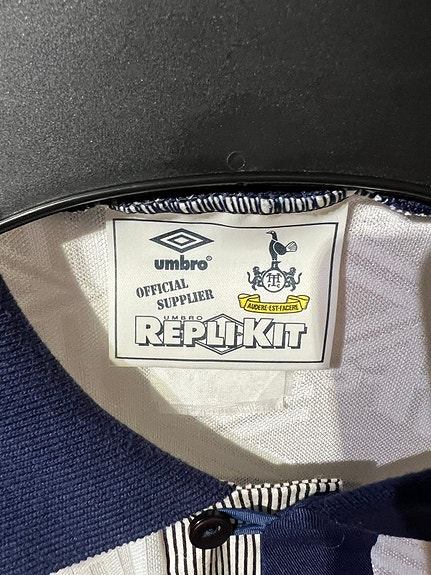 umbro®
OFFICIAL
SUPPLIER
AUDERE·EST·FACERE
UMBRO
REPLI·KIT